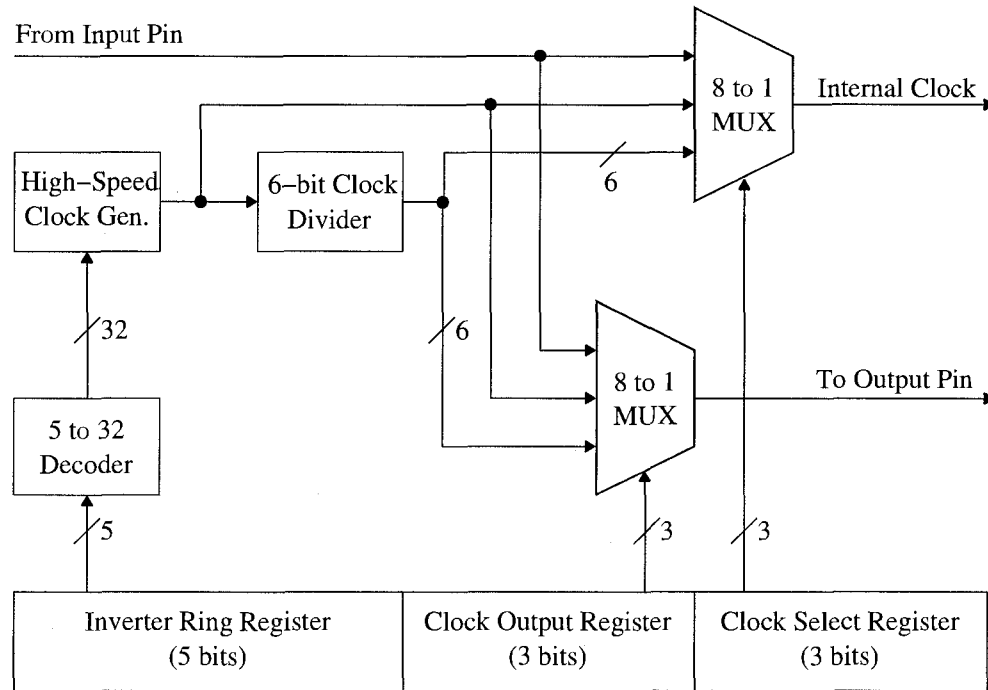 From Input Pin
8 to 1
MUX
Internal Clock
High−Speed
Clock Gen.
6−bit Clock
Divider
6
32
6
8 to 1
MUX
To Output Pin
5 to 32
Decoder
5
3
3
Inverter Ring Register
(5 bits)
Clock Output Register
(3 bits)
Clock Select Register
(3 bits)